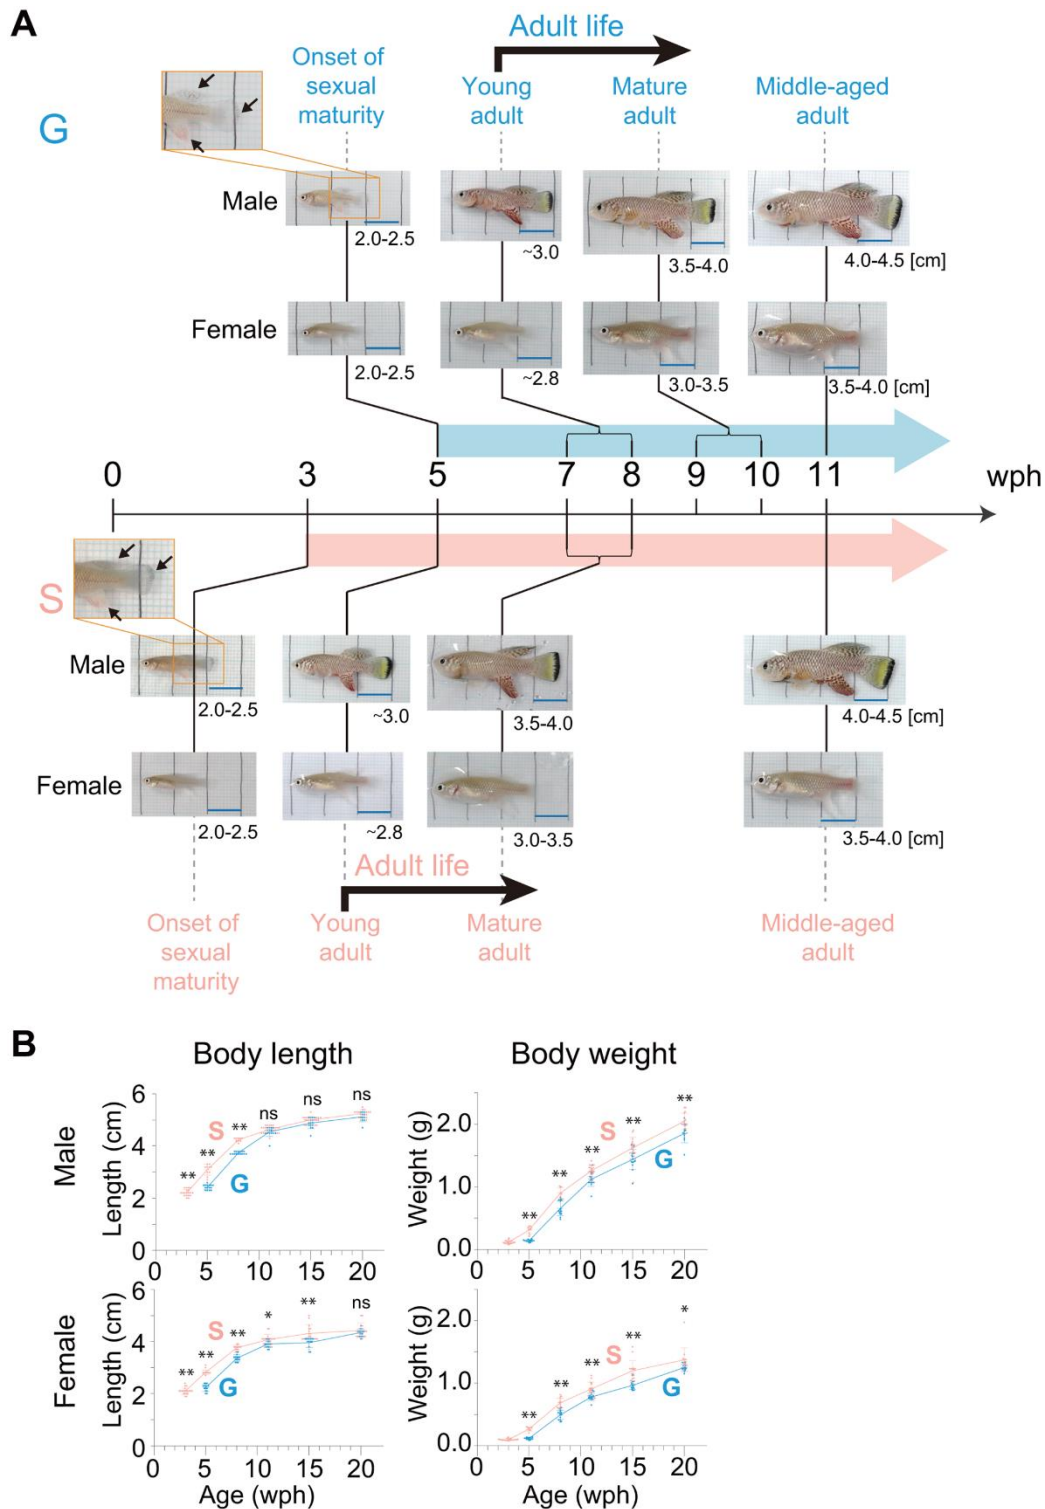 A
Adult life
Onset of
sexual
maturity
Young
adult
Mature
adult
Middle-aged
adult
G
Male
2.0-2.5
~3.0
3.5-4.0
4.0-4.5 [cm]
Female
2.0-2.5
~2.8
3.0-3.5
3.5-4.0 [cm]
0 3 5 7 8 9 10 11 wph
S
Male
2.0-2.5
~3.0
3.5-4.0
4.0-4.5 [cm]
Female
2.0-2.5
~2.8
3.0-3.5
3.5-4.0 [cm]
Adult life
Onset of
sexual
maturity
Young
adult
Mature
adult
Middle-aged
adult
B
Body length
Body weight
Male
Length (cm)
6
4
2
0
** ** ** ns ns ns
S
G
0 5 10 15 20
Weight (g)
2.0
1.0
0.0
** ** ** ** **
S
G
0 5 10 15 20
Female
Length (cm)
6
4
2
0
** ** ** * ** ns
S
G
0 5 10 15 20
Age (wph)
Weight (g)
2.0
1.0
0.0
** ** ** ** *
S
G
0 5 10 15 20
Age (wph)